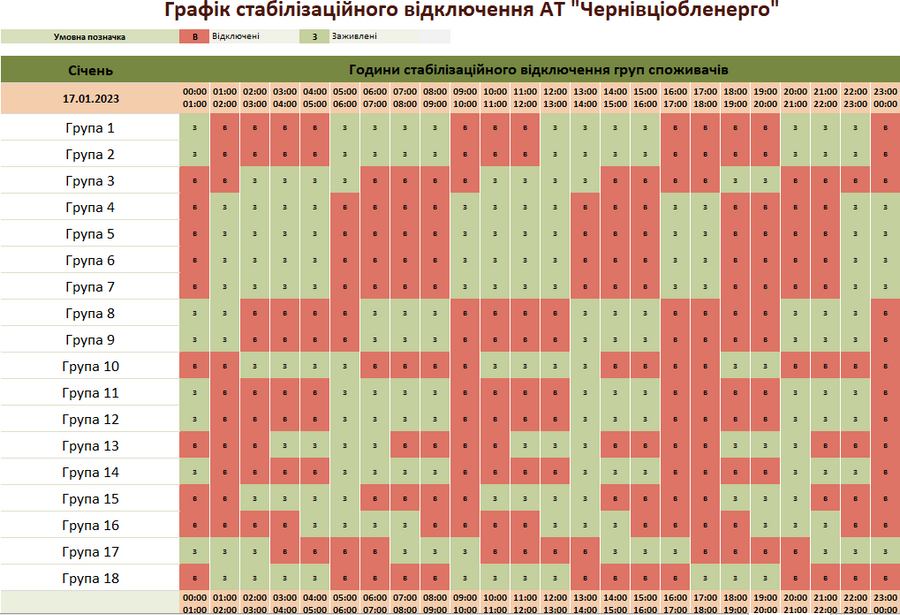 Графік стабілізаційного відключення АТ "Чернівціобленерго"
Умовна позначка В Відключені З Заживлені
Січень Години стабілізаційного відключення груп споживачів
17.01.2023
00:00 01:00 02:00 03:00 04:00 05:00 06:00 07:00 08:00 09:00 10:00 11:00 12:00 13:00 14:00 15:00 16:00 17:00 18:00 19:00 20:00 21:00 22:00 23:00
01:00 02:00 03:00 04:00 05:00 06:00 07:00 08:00 09:00 10:00 11:00 12:00 13:00 14:00 15:00 16:00 17:00 18:00 19:00 20:00 21:00 22:00 23:00 00:00
Група 1 з в в в в з з з з в в в з з з з в в в в з з з в
Група 2 з в в в в з з з з в в в з з з з в в в в з з з в
Група 3 в в з з з з в в в в з з з з в в в в з з в в в в
Група 4 в з з з з в в в в з з з з в в в з з в в в в з з
Група 5 в з з з з в в в в з з з з в в в з з в в в в з з
Група 6 в з з з з в в в в з з з з в в в з з в в в в з з
Група 7 в з з з з в в в в з з з з в в в з з в в в в з з
Група 8 з з в в в в з з з в в в в з з з в в в в з з з в
Група 9 з з в в в в з з з в в в в з з з в в в в з з з в
Група 10 в в з з з з в в в в з з з з в в в в з з в в в в
Група 11 з в в в в з з з з в в в в з з з в в в в з з з в
Група 12 з в в в в з з з з в в в в з з з в в в в з з з в
Група 13 в в в з з з з в в в в з з з в в в в з з з в в в
Група 14 з в в в в з з з з в в в в з з з в в в в з з з в
Група 15 в в з з з з в в в в з з з з в в в в з з з в в в
Група 16 в в в в з з з з в в в в з з з в в в в з з з в в
Група 17 з з з в в в в з з з в в в в з з з в в в в з з з
Група 18 в з з з з в в в в з з з з в в в в з з з в в в в
00:00 01:00 02:00 03:00 04:00 05:00 06:00 07:00 08:00 09:00 10:00 11:00 12:00 13:00 14:00 15:00 16:00 17:00 18:00 19:00 20:00 21:00 22:00 23:00
01:00 02:00 03:00 04:00 05:00 06:00 07:00 08:00 09:00 10:00 11:00 12:00 13:00 14:00 15:00 16:00 17:00 18:00 19:00 20:00 21:00 22:00 23:00 00:00